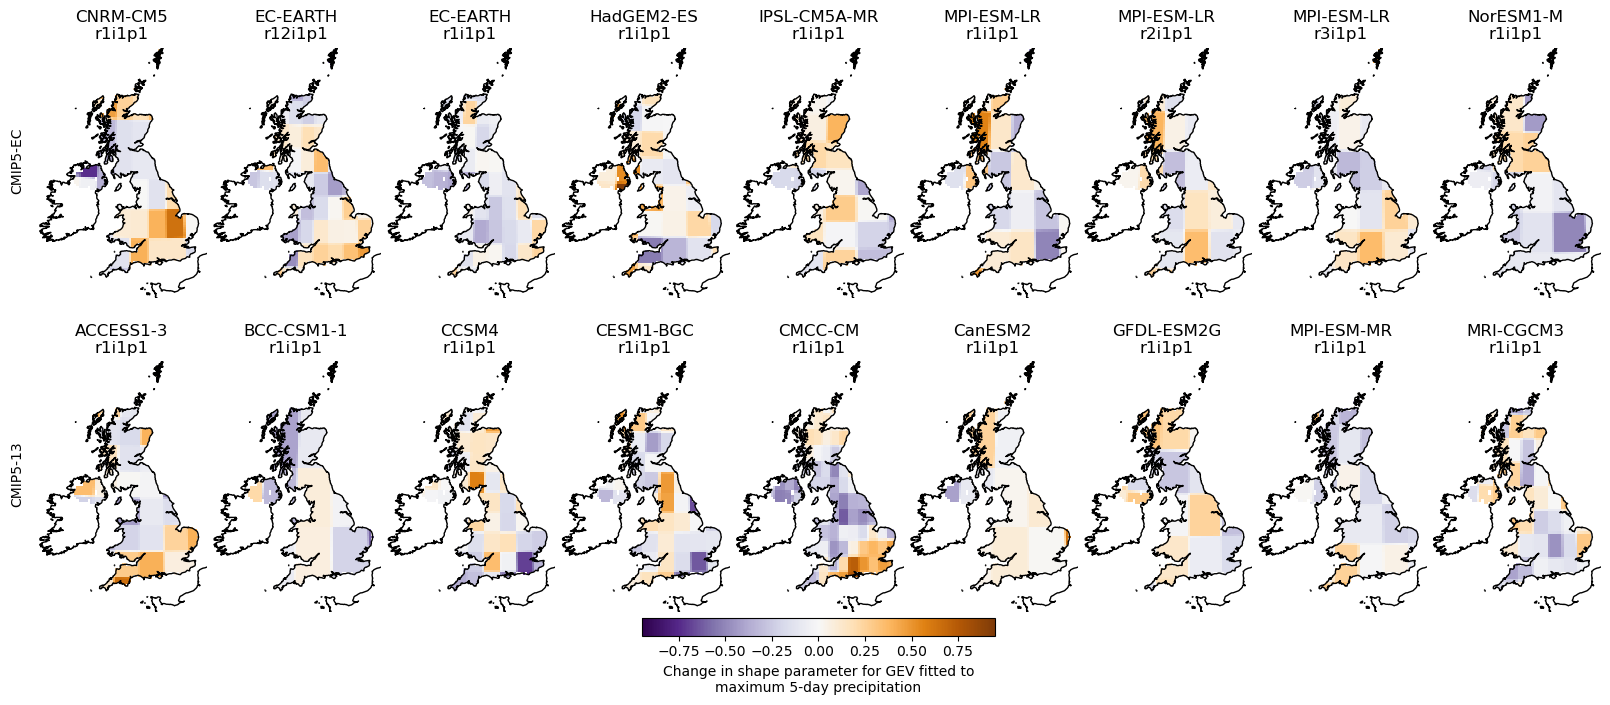 CNRM-CM5 EC-EARTH EC-EARTH HadGEM2-ES IPSL-CM5A-MR MPI-ESM-LR MPI-ESM-LR MPI-ESM-LR NorESM1-M
r1i1p1 r12i1p1 r1i1p1 r1i1p1 r1i1p1 r1i1p1 r2i1p1 r3i1p1 r1i1p1
CMIP5-EC
ACCESS1-3 BCC-CSM1-1 CCSM4 CESM1-BGC CMCC-CM CanESM2 GFDL-ESM2G MPI-ESM-MR MRI-CGCM3
r1i1p1 r1i1p1 r1i1p1 r1i1p1 r1i1p1 r1i1p1 r1i1p1 r1i1p1 r1i1p1
CMIP5-13
−0.75 −0.50 −0.25 0.00 0.25 0.50 0.75
Change in shape parameter for GEV fitted to
maximum 5-day precipitation